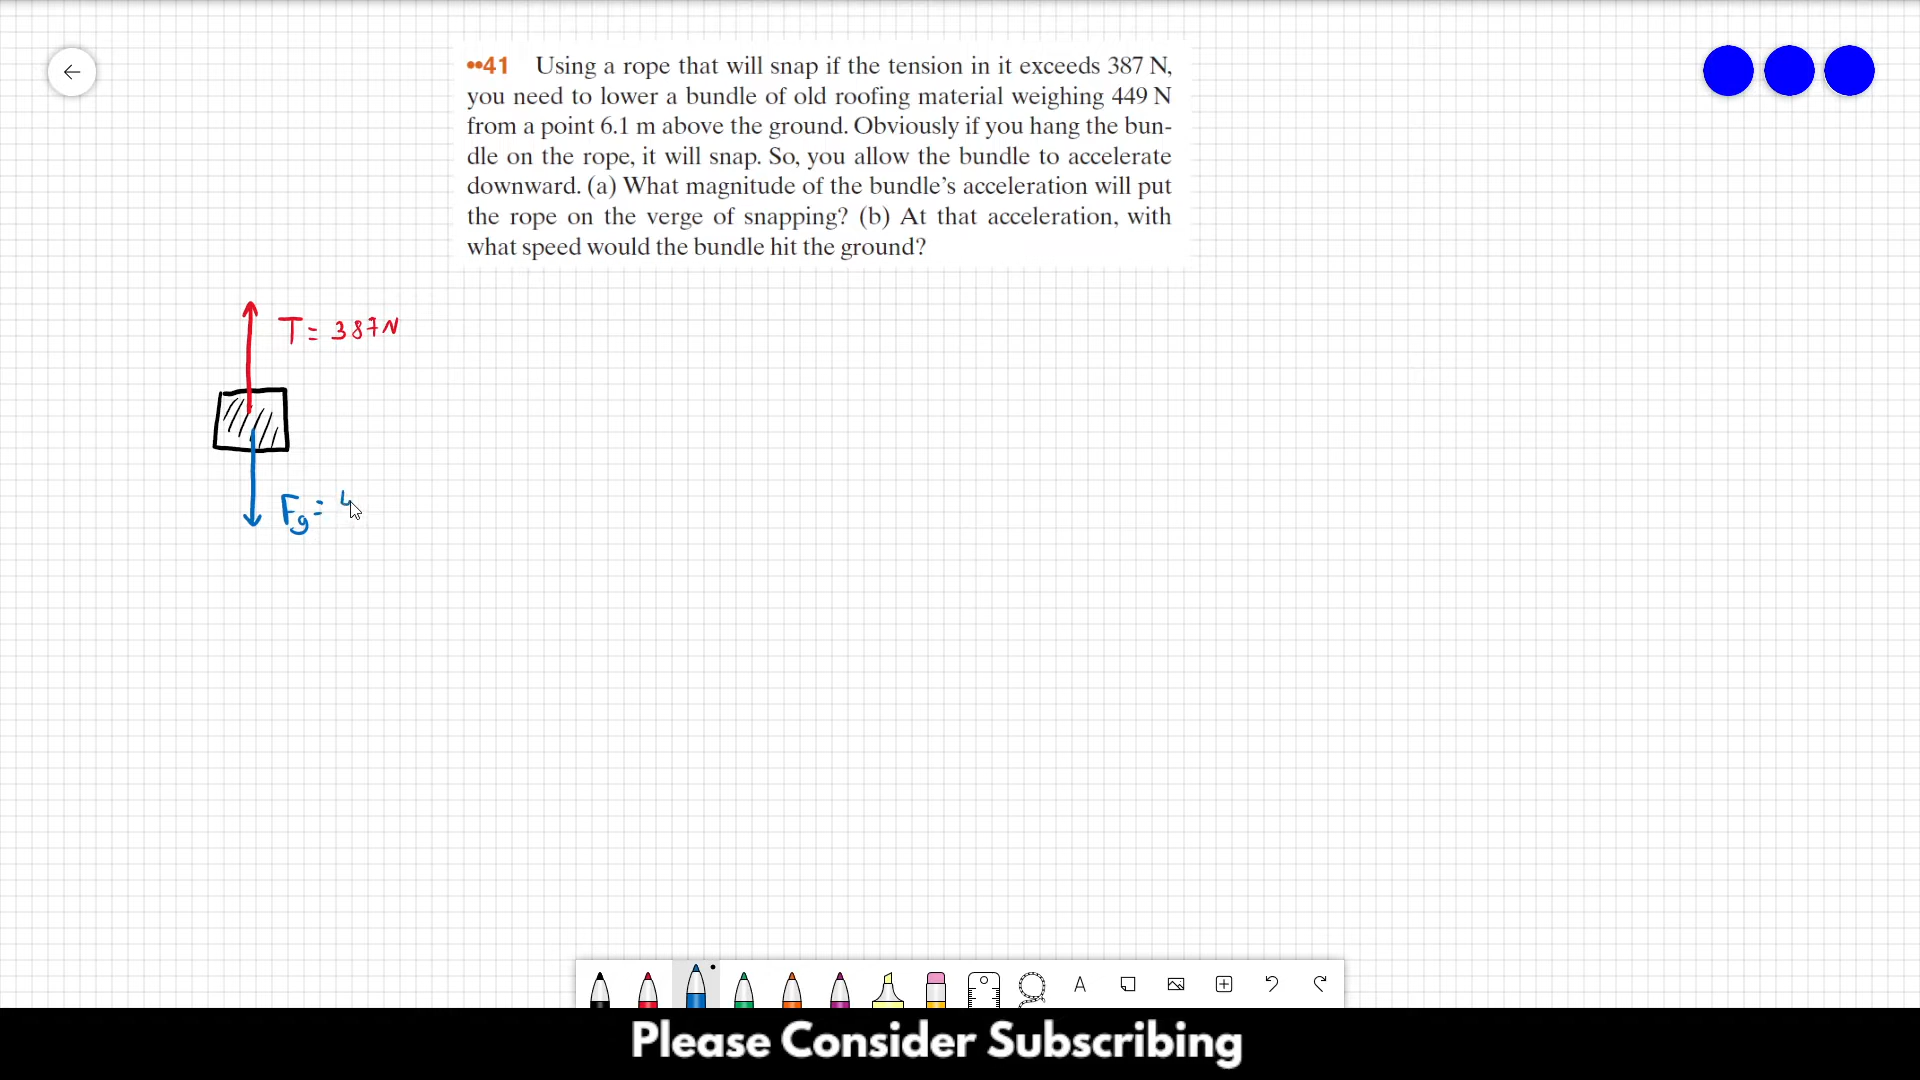 ••41 Using a rope that will snap if the tension in it exceeds 387 N,
you need to lower a bundle of old roofing material weighing 449 N
from a point 6.1 m above the ground. Obviously if you hang the bun-
dle on the rope, it will snap. So, you allow the bundle to accelerate
downward. (a) What magnitude of the bundle's acceleration will put
the rope on the verge of snapping? (b) At that acceleration, with
what speed would the bundle hit the ground?
T = 387N
Fg =
A
Please Consider Subscribing